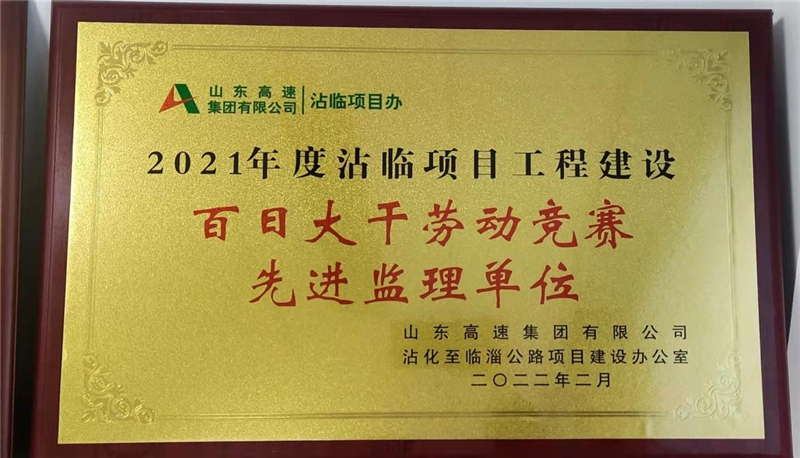 山东高速
集团有限公司
沾临项目办
2021年度沾临项目工程建设
百日大干劳动竞赛
先进监理单位
山东高速集团有限公司
沾化至临淄公路项目建设办公室
二〇二二年二月